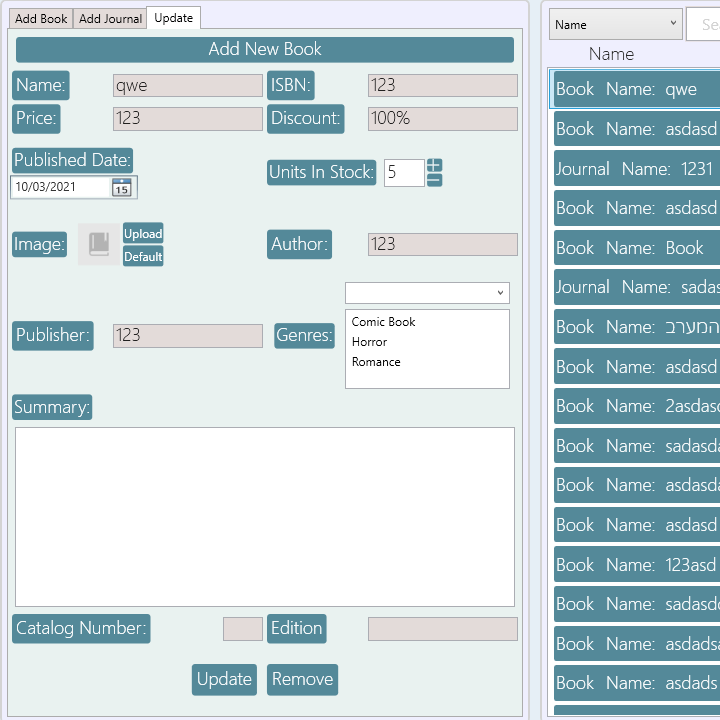 Add Book Add Journal Update
Add New Book
Name: qwe ISBN: 123
Price: 123 Discount: 100%
Published Date:
10/03/2021 15
Units In Stock: 5
Image: Upload
Default
Author: 123
Publisher: 123 Genres:
Comic Book
Horror
Romance
Summary:
Catalog Number: Edition
Update Remove
Name Sea
Name
Book Name: qwe
Book Name: asdasd
Journal Name: 1231
Book Name: asdasd
Book Name: Book
Journal Name: sadas
Book Name: המערב
Book Name: asdasd
Book Name: 2asdasd
Book Name: sadasda
Book Name: asdasda
Book Name: asdasd
Book Name: 123asd
Book Name: sadasdc
Book Name: asdadsa
Book Name: asdads